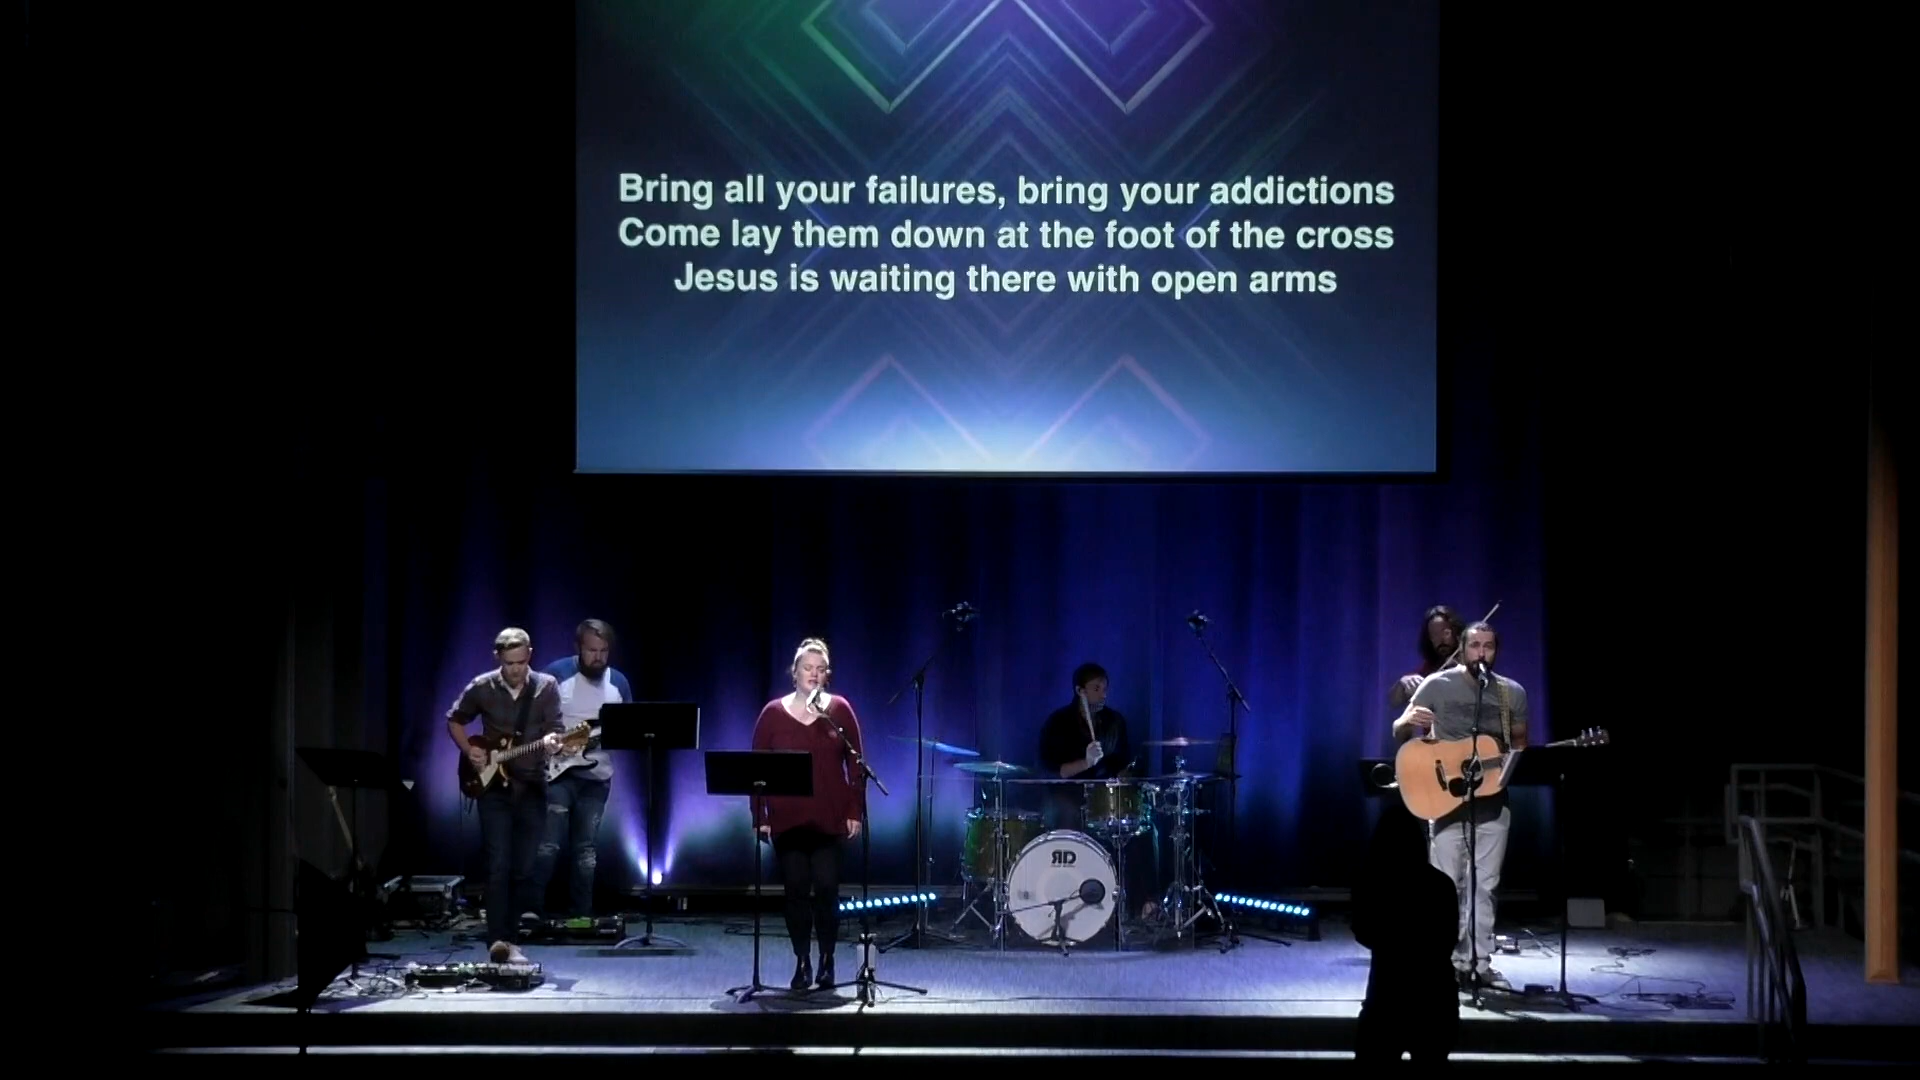 Bring all your failures, bring your addictions
Come lay them down at the foot of the cross
Jesus is waiting there with open arms